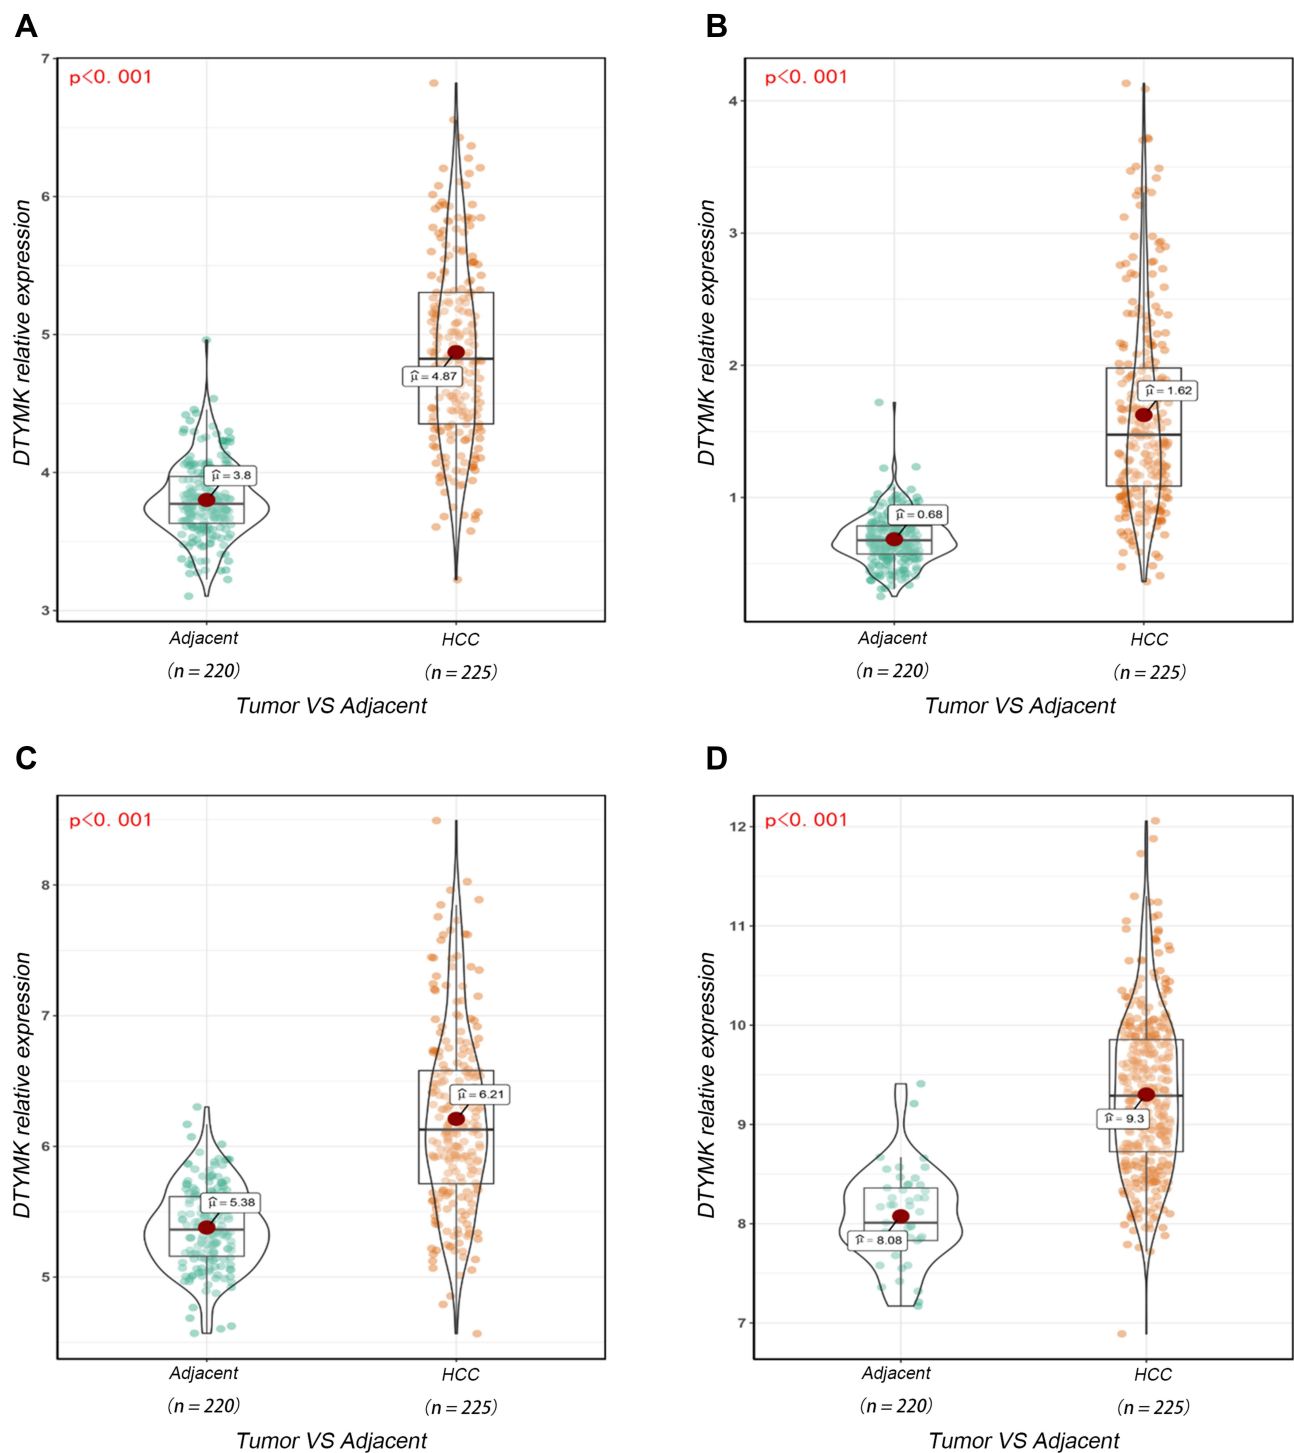 A
p<0. 001
DTYMK relative expression
7
6
5
4
3
μ̂ = 3.8
μ̂ = 4.87
Adjacent
HCC
(n = 220)
(n = 225)
Tumor VS Adjacent
B
p<0. 001
DTYMK relative expression
4
3
2
1
μ̂ = 0.68
μ̂ = 1.62
Adjacent
HCC
(n = 220)
(n = 225)
Tumor VS Adjacent
C
p<0. 001
DTYMK relative expression
8
7
6
5
μ̂ = 5.38
μ̂ = 6.21
Adjacent
HCC
(n = 220)
(n = 225)
Tumor VS Adjacent
D
p<0. 001
DTYMK relative expression
12
11
10
9
8
7
μ̂ = 8.08
μ̂ = 9.3
Adjacent
HCC
(n = 220)
(n = 225)
Tumor VS Adjacent